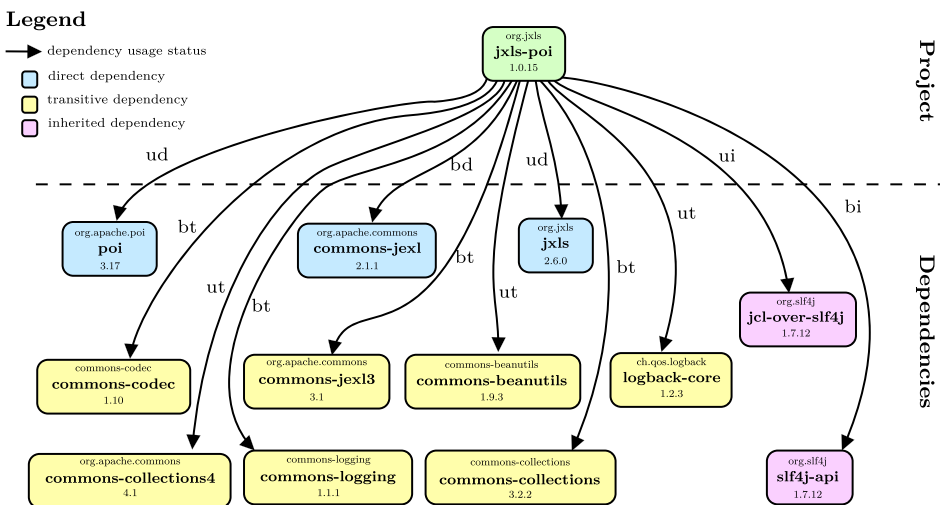 Legend
dependency usage status
direct dependency
transitive dependency
inherited dependency
org.jxls
jxls-poi
1.0.15
Project
ud
bd
ud
ui
bt
ut
bi
ut
bt
bt
ut
bt
org.apache.poi
poi
3.17
org.apache.commons
commons-jexl
2.1.1
org.jxls
jxls
2.6.0
org.slf4j
jcl-over-slf4j
1.7.12
Dependencies
commons-codec
commons-codec
1.10
org.apache.commons
commons-jexl3
3.1
commons-beanutils
commons-beanutils
1.9.3
ch.qos.logback
logback-core
1.2.3
org.apache.commons
commons-collections4
4.1
commons-logging
commons-logging
1.1.1
commons-collections
commons-collections
3.2.2
org.slf4j
slf4j-api
1.7.12